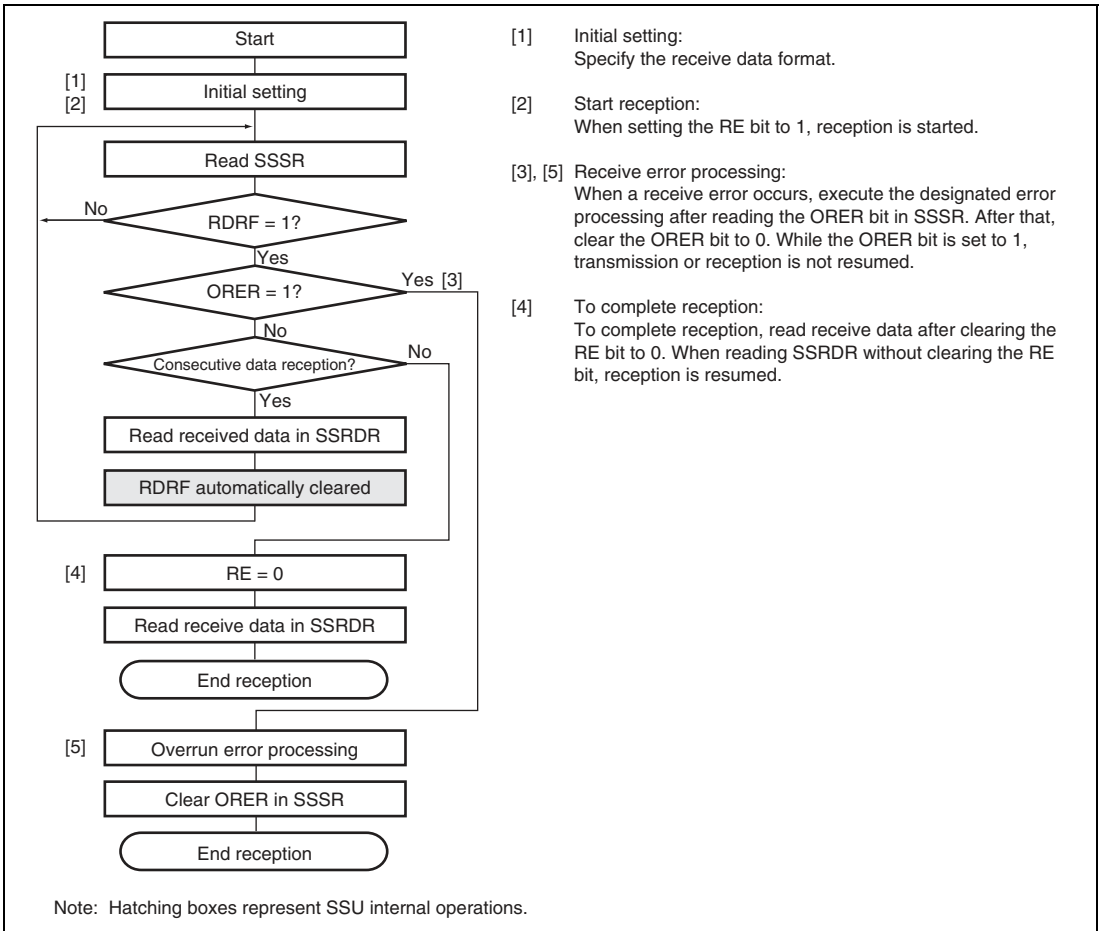 Start
[1]
[2]
Initial setting
Read SSSR
No
RDRF = 1?
Yes
ORER = 1?
Yes [3]
No
Consecutive data reception?
No
Yes
Read received data in SSRDR
RDRF automatically cleared
[4]
RE = 0
Read receive data in SSRDR
End reception
[5]
Overrun error processing
Clear ORER in SSSR
End reception
[1] Initial setting:
Specify the receive data format.
[2] Start reception:
When setting the RE bit to 1, reception is started.
[3], [5] Receive error processing:
When a receive error occurs, execute the designated error
processing after reading the ORER bit in SSSR. After that,
clear the ORER bit to 0. While the ORER bit is set to 1,
transmission or reception is not resumed.
[4] To complete reception:
To complete reception, read receive data after clearing the
RE bit to 0. When reading SSRDR without clearing the RE
bit, reception is resumed.
Note: Hatching boxes represent SSU internal operations.